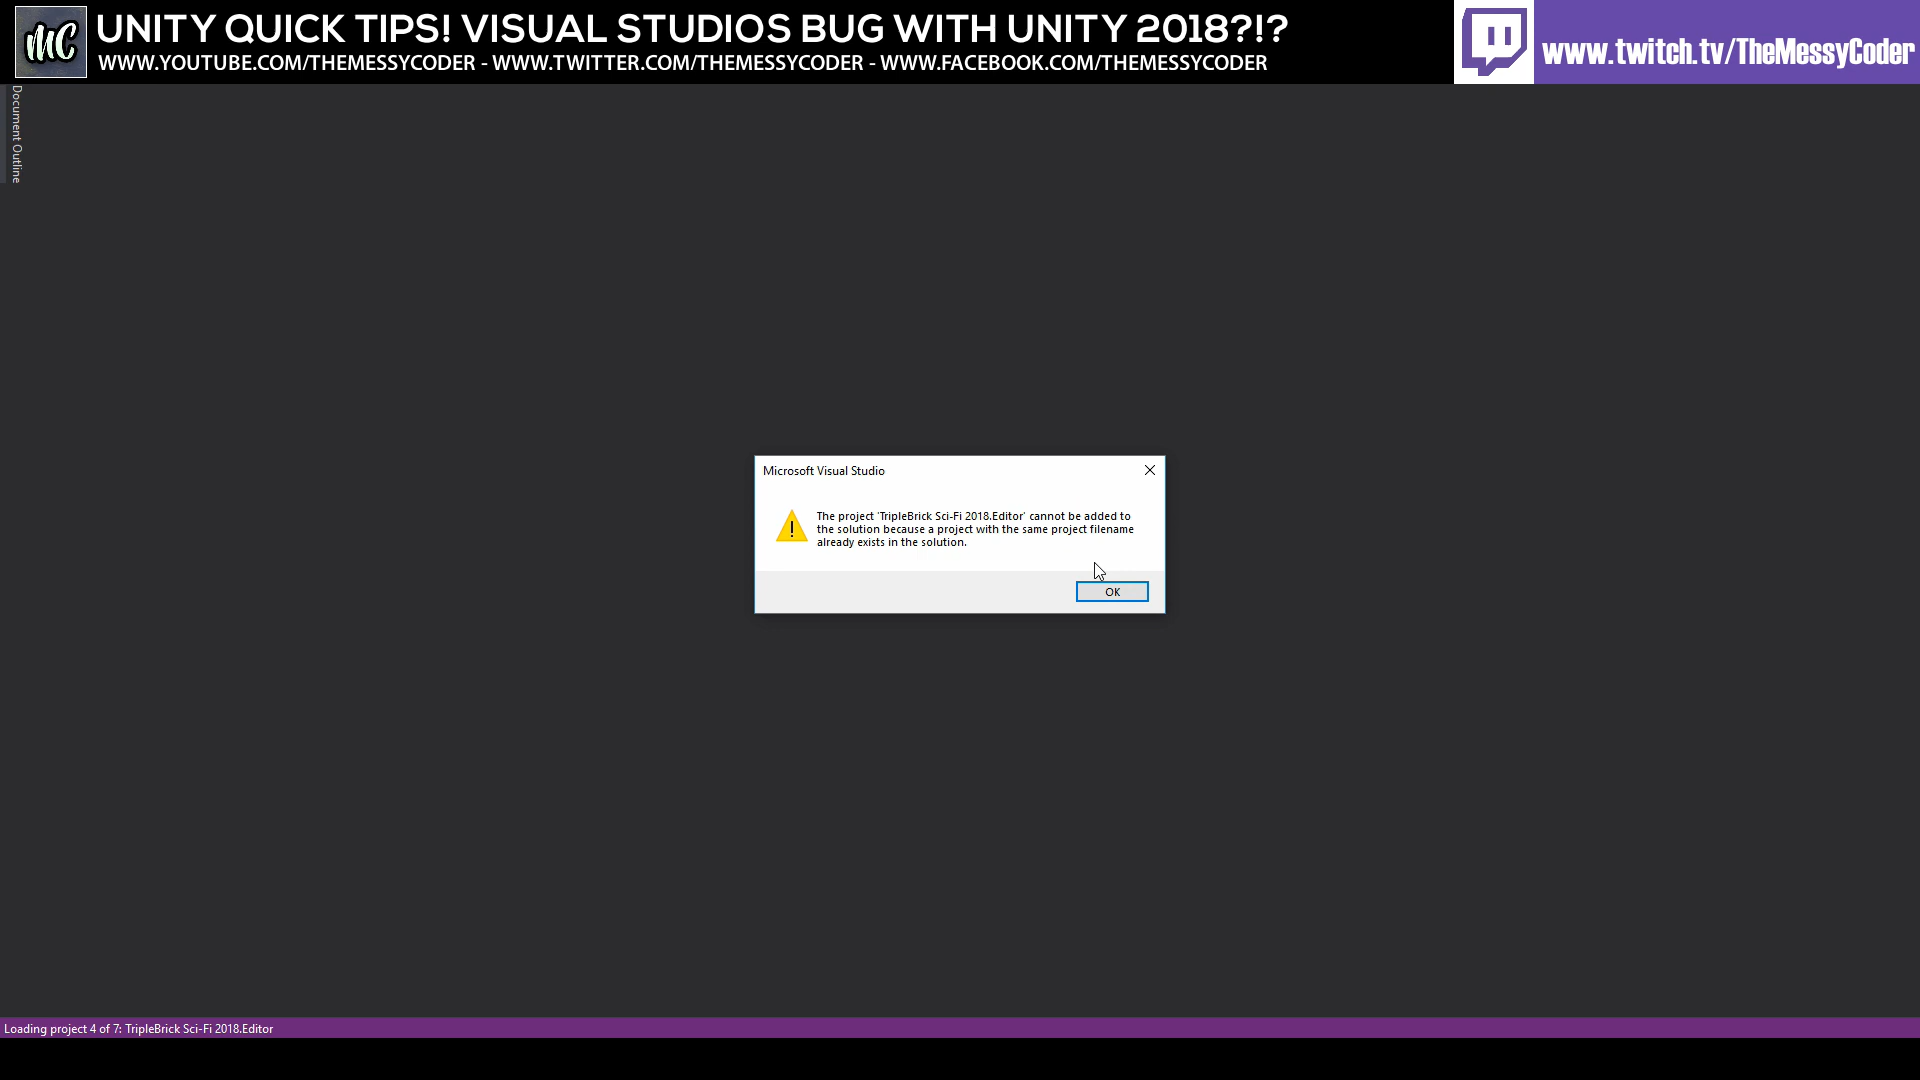 MC
UNITY QUICK TIPS! VISUAL STUDIOS BUG WITH UNITY 2018?!?
WWW.YOUTUBE.COM/THEMESSYCODER - WWW.TWITTER.COM/THEMESSYCODER - WWW.FACEBOOK.COM/THEMESSYCODER
www.twitch.tv/TheMessyCoder
Document Outline
Microsoft Visual Studio
The project 'TripleBrick Sci-Fi 2018.Editor' cannot be added to
the solution because a project with the same project filename
already exists in the solution.
OK
Loading project 4 of 7: TripleBrick Sci-Fi 2018.Editor